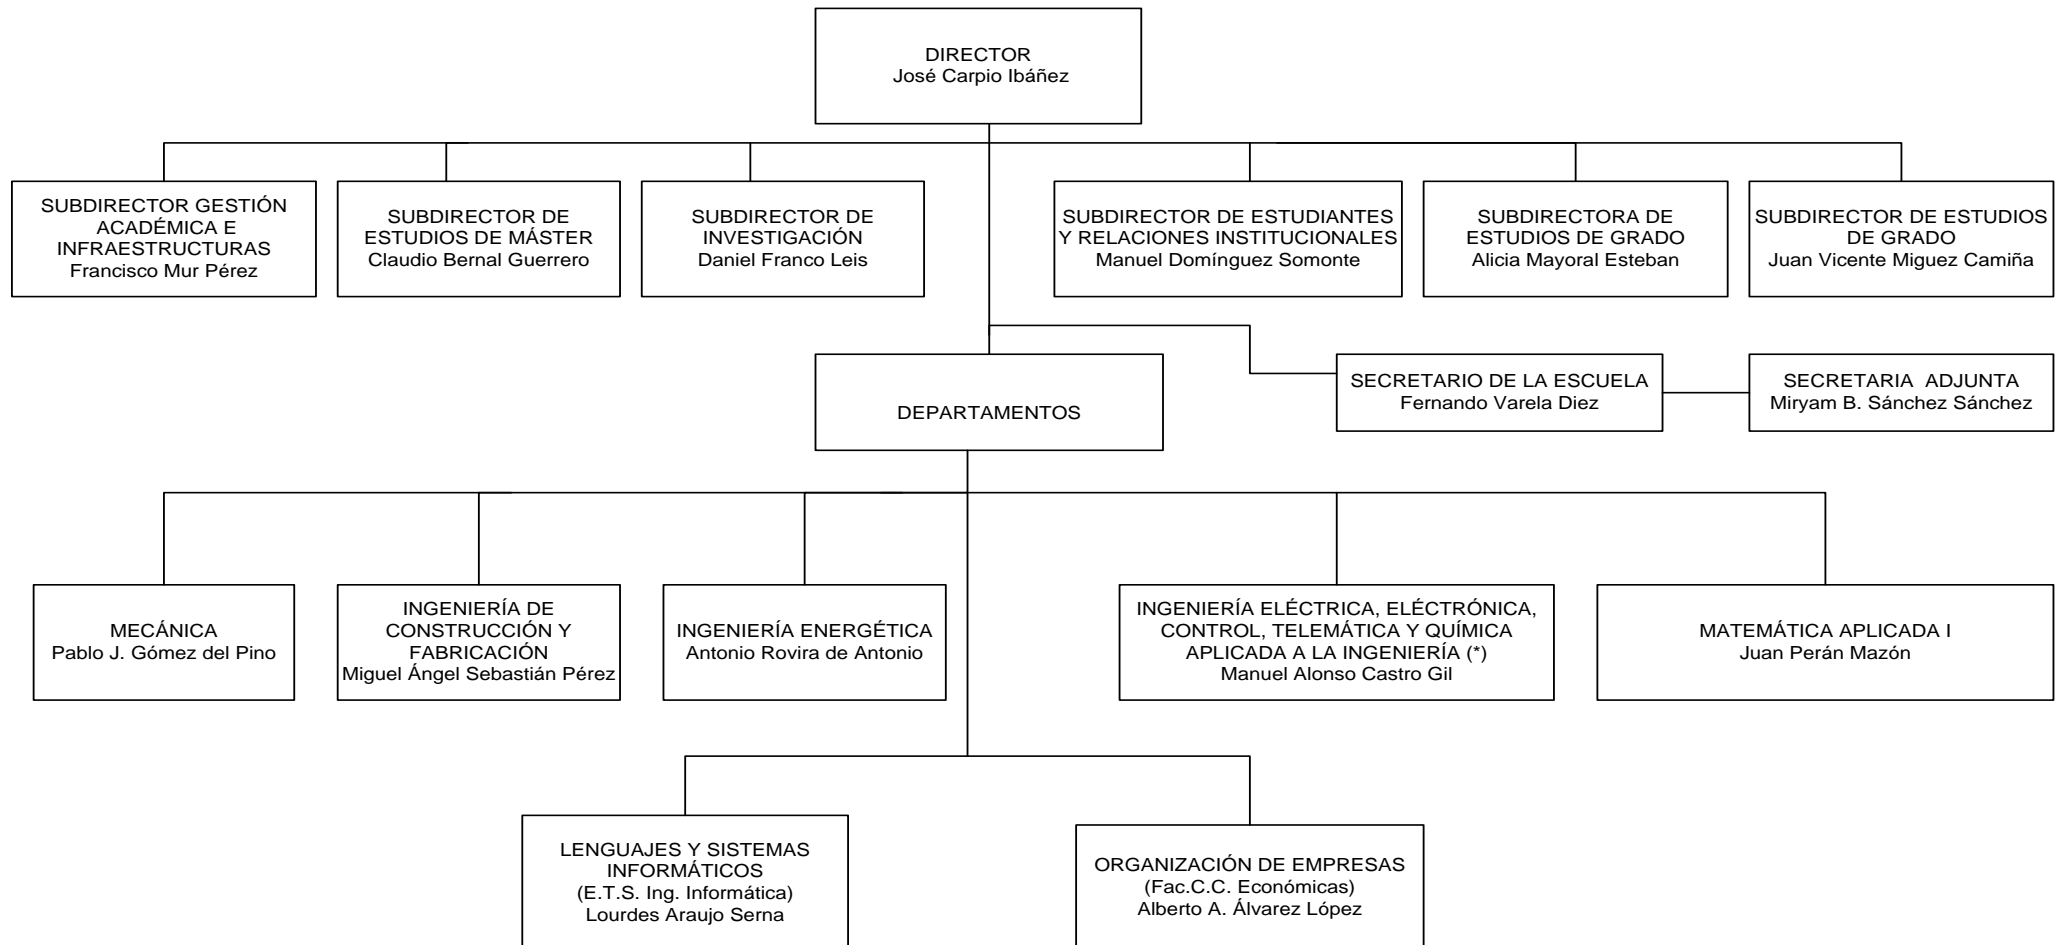 DIRECTOR
José Carpio Ibáñez
SUBDIRECTOR GESTIÓN
ACADÉMICA E
INFRAESTRUCTURAS
Francisco Mur Pérez
SUBDIRECTOR DE
ESTUDIOS DE MÁSTER
Claudio Bernal Guerrero
SUBDIRECTOR DE
INVESTIGACIÓN
Daniel Franco Leis
SUBDIRECTOR DE ESTUDIANTES
Y RELACIONES INSTITUCIONALES
Manuel Domínguez Somonte
SUBDIRECTORA DE
ESTUDIOS DE GRADO
Alicia Mayoral Esteban
SUBDIRECTOR DE ESTUDIOS
DE GRADO
Juan Vicente Miguez Camiña
DEPARTAMENTOS
SECRETARIO DE LA ESCUELA
Fernando Varela Diez
SECRETARIA ADJUNTA
Miryam B. Sánchez Sánchez
MECÁNICA
Pablo J. Gómez del Pino
INGENIERÍA DE
CONSTRUCCIÓN Y
FABRICACIÓN
Miguel Ángel Sebastián Pérez
INGENIERÍA ENERGÉTICA
Antonio Rovira de Antonio
INGENIERÍA ELÉCTRICA, ELÉCTRÓNICA,
CONTROL, TELEMÁTICA Y QUÍMICA
APLICADA A LA INGENIERÍA (*)
Manuel Alonso Castro Gil
MATEMÁTICA APLICADA I
Juan Perán Mazón
LENGUAJES Y SISTEMAS
INFORMÁTICOS
(E.T.S. Ing. Informática)
Lourdes Araujo Serna
ORGANIZACIÓN DE EMPRESAS
(Fac.C.C. Económicas)
Alberto A. Álvarez López